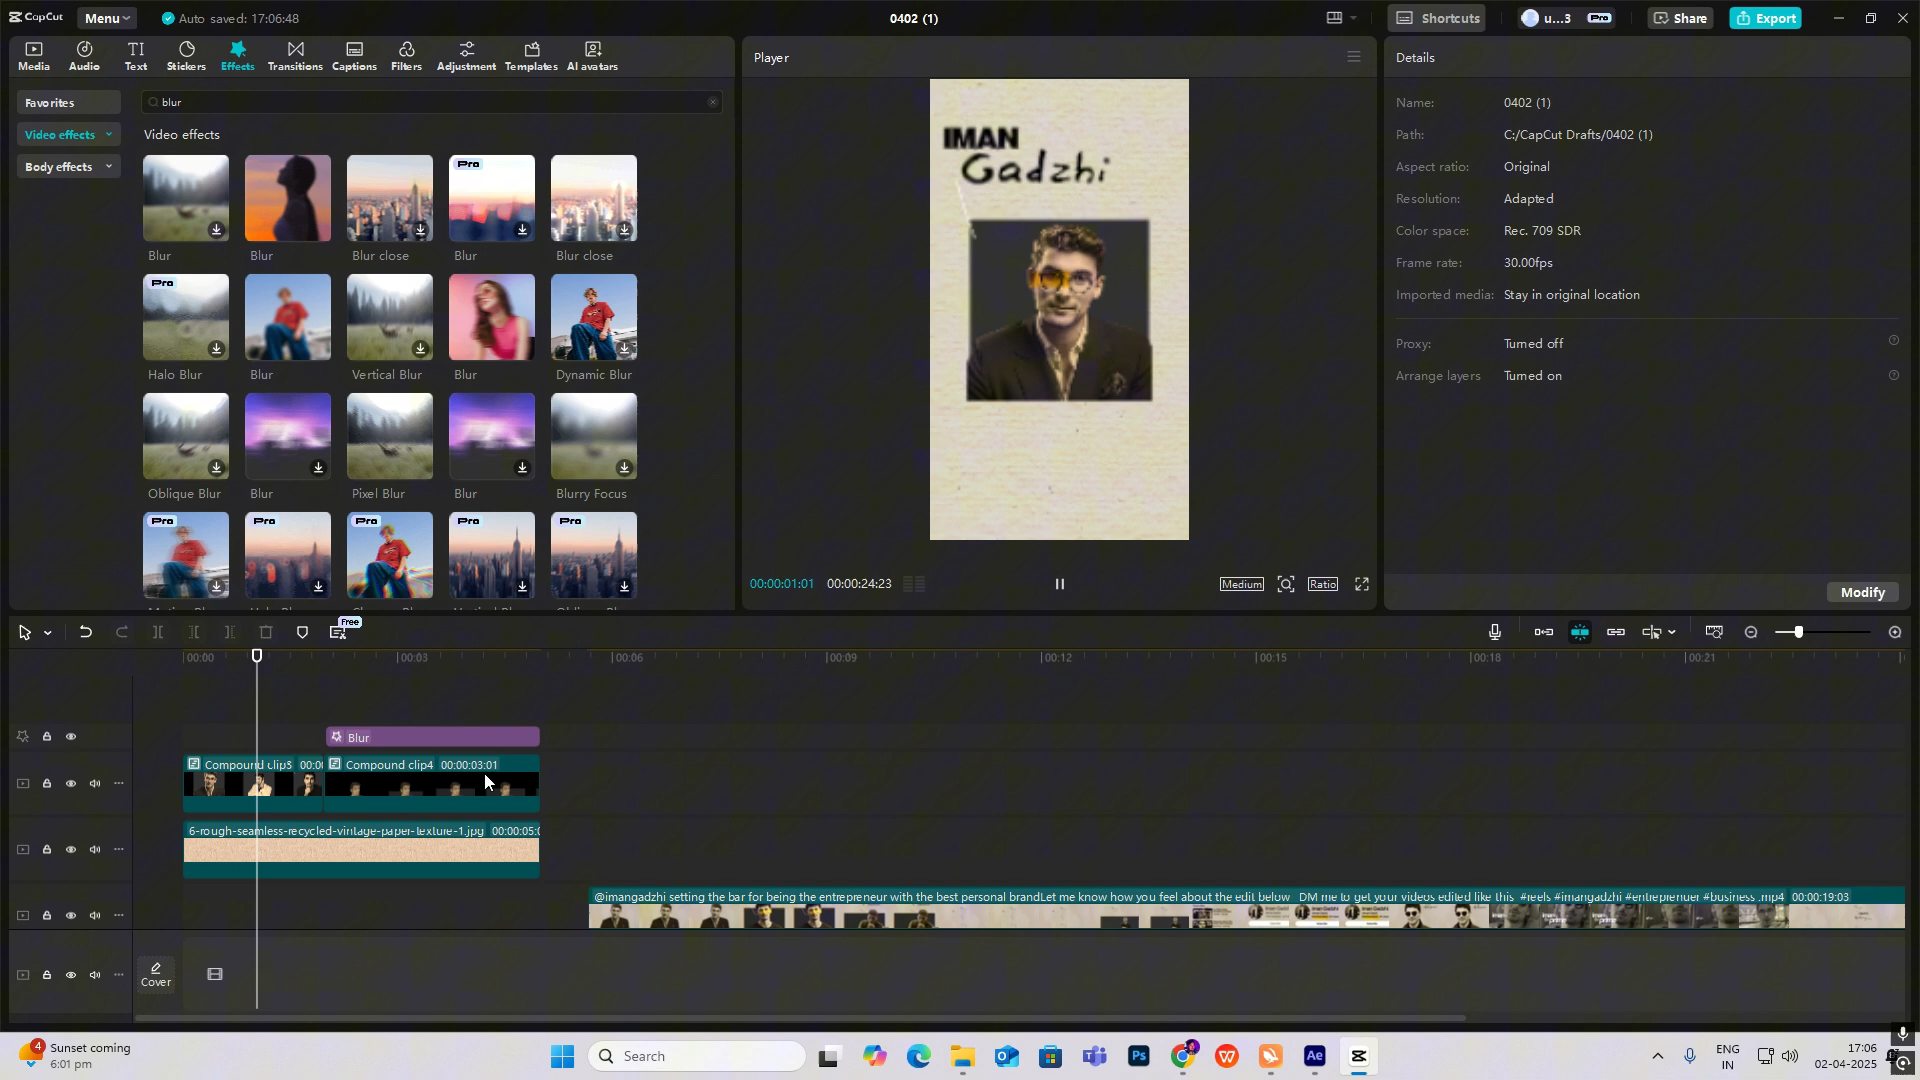 CapCut
Menu
Auto saved: 17:06:48
0402 (1)
Shortcuts
u...3
Pro
Share
Export
Media
Audio
Text
Stickers
Effects
Transitions
Captions
Filters
Adjustment
Templates
AI avatars
Favorites
Video effects
Body effects
blur
Video effects
Pro
Blur
Blur
Blur close
Blur
Blur close
Pro
Halo Blur
Blur
Vertical Blur
Blur
Dynamic Blur
Oblique Blur
Blur
Pixel Blur
Blur
Blurry Focus
Pro
Pro
Pro
Pro
Pro
Player
IMAN
Gadzhi
00:00:01:01
00:00:24:23
Medium
Ratio
Details
Name: 0402 (1)
Path: C:/CapCut Drafts/0402 (1)
Aspect ratio: Original
Resolution: Adapted
Color space: Rec. 709 SDR
Frame rate: 30.00fps
Imported media: Stay in original location
Proxy: Turned off
Arrange layers Turned on
Modify
Free
00:00
00:03
00:06
00:09
00:12
00:15
00:18
00:21
Blur
Compound clip3 00:00
Compound clip4 00:00:03:01
6-rough-seamless-recycled-vintage-paper-texture-1.jpg 00:00:05:0
@imangadzhi setting the bar for being the entrepreneur with the best personal brandLet me know how you feel about the edit below DM me to get your videos edited like this #reels #imangadzhi #entreprenuer #business .mp4 00:00:19:03
Cover
4
Sunset coming
6:01 pm
Search
Ps
Ae
ENG
IN
17:06
02-04-2025